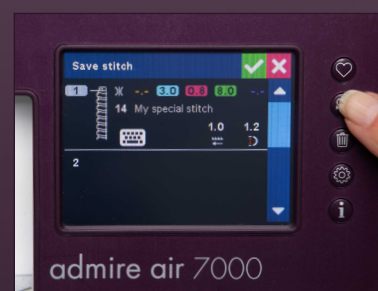 Save stitch
1 -.- 3.0 0.8 8.0 -.-
14 My special stitch
1.0 1.2
2
admire air 7000